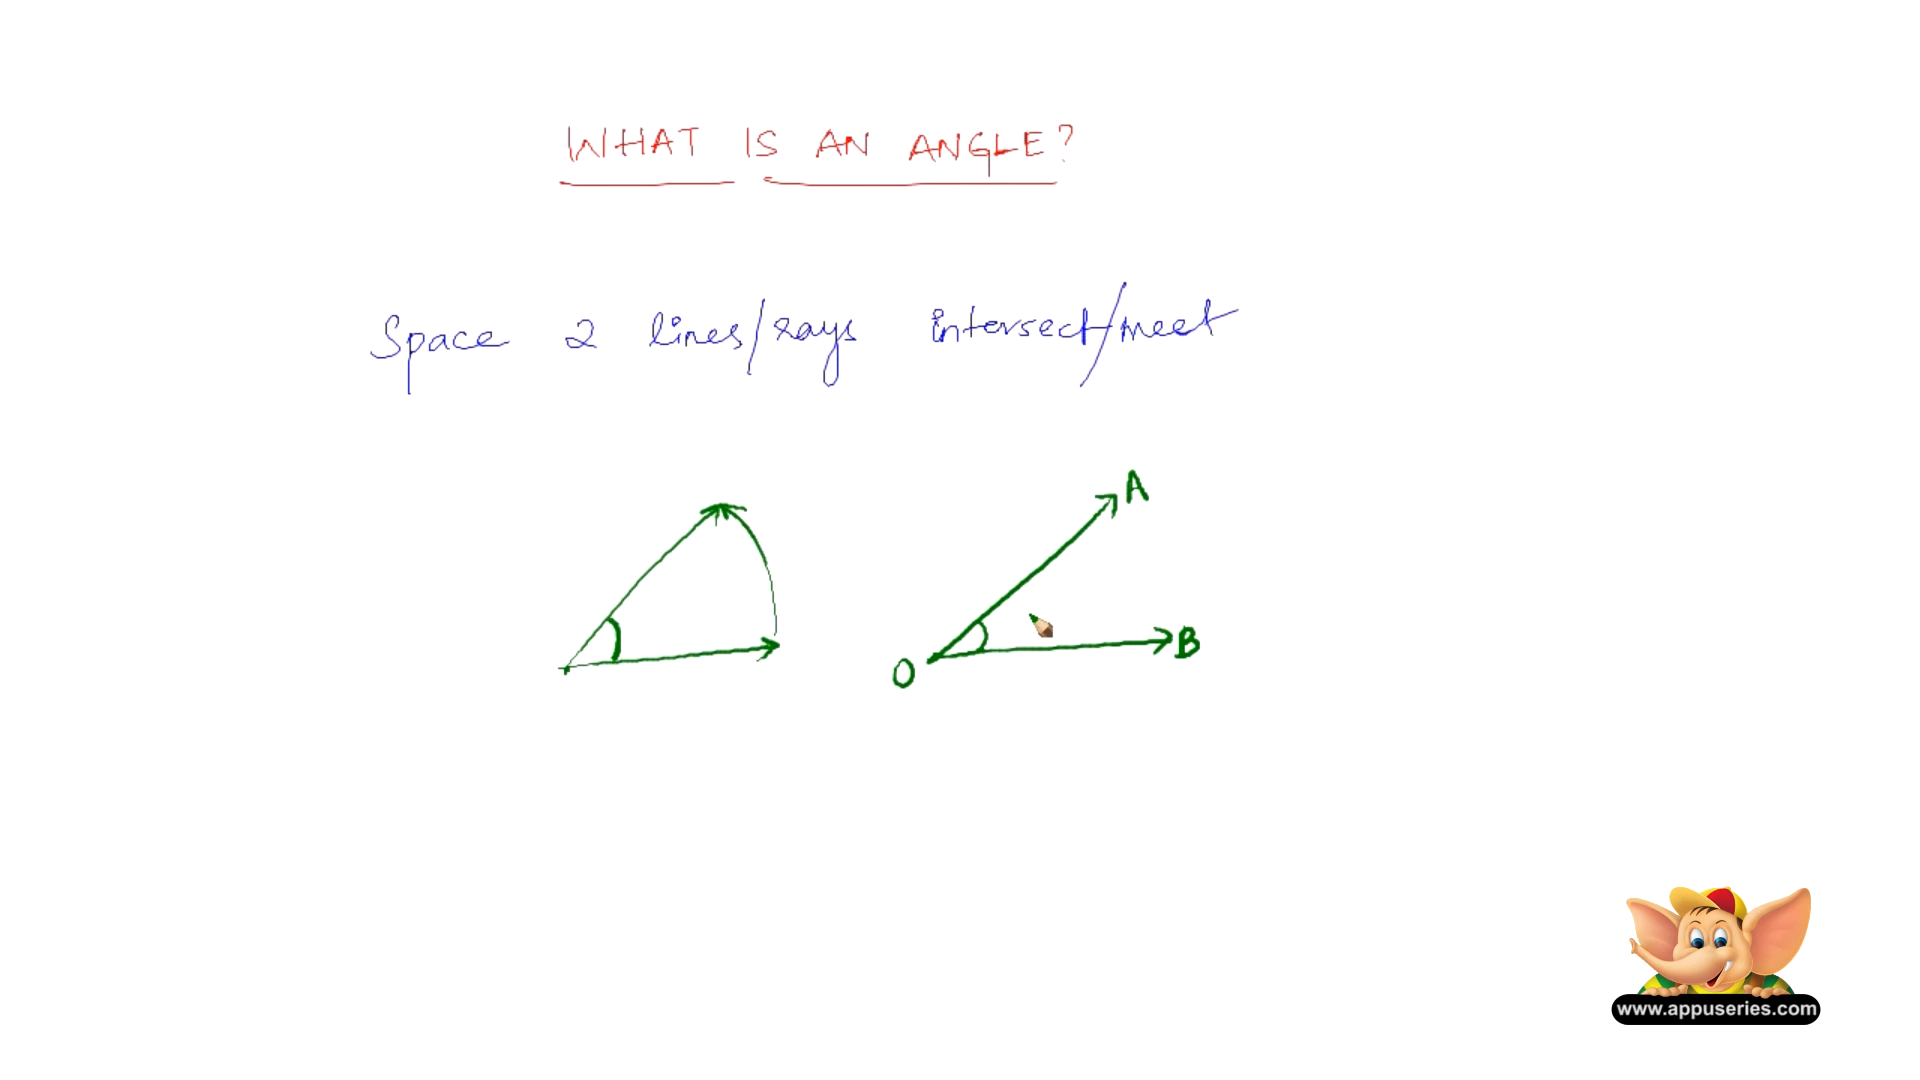 WHAT IS AN ANGLE?
Space 2 lines/rays intersect/meet
A
B
O
www.appuseries.com